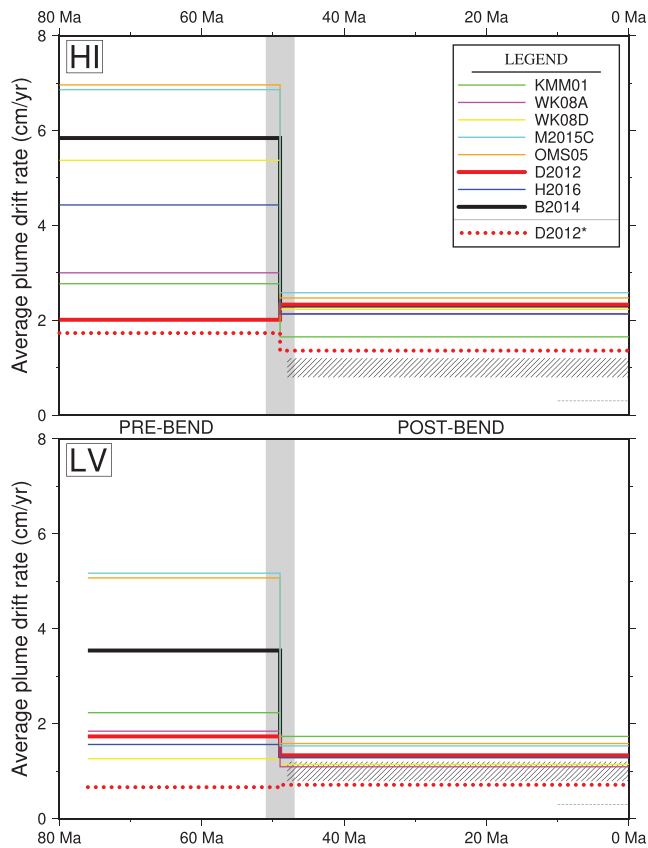 80 Ma 60 Ma 40 Ma 20 Ma 0 Ma
8
HI
LEGEND
KMM01
WK08A
WK08D
M2015C
OMS05
D2012
H2016
B2014
D2012*
6
4
2
0
Average plume drift rate (cm/yr)
PRE-BEND POST-BEND
8
LV
6
4
2
0
Average plume drift rate (cm/yr)
80 Ma 60 Ma 40 Ma 20 Ma 0 Ma